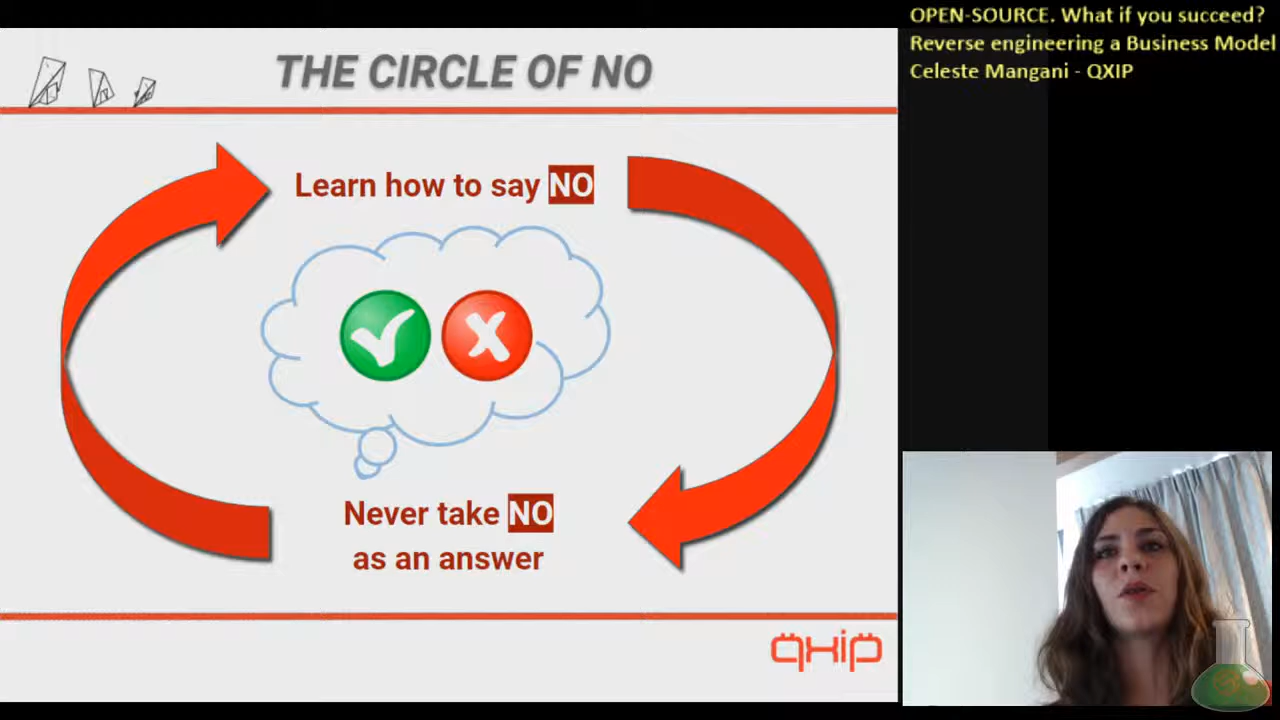 OPEN-SOURCE. What if you succeed?
Reverse engineering a Business Model
Celeste Mangani - QXIP
THE CIRCLE OF NO
Learn how to say NO
Never take NO
as an answer
qxip